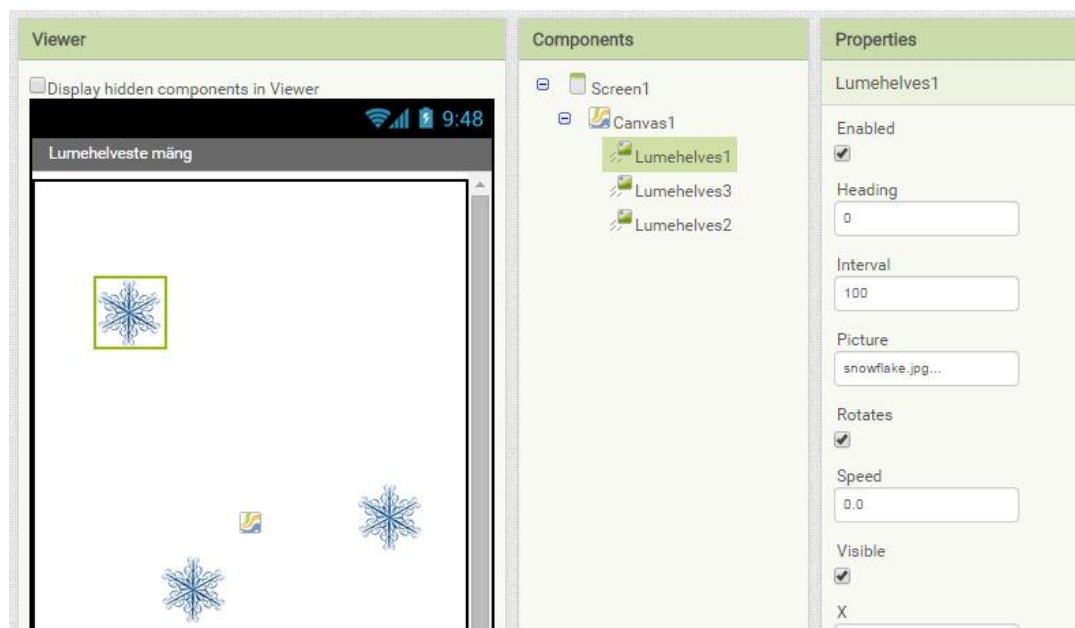 Viewer
Display hidden components in Viewer
9:48
Lumehelveste mäng
Components
Screen1
Canvas1
Lumehelves1
Lumehelves3
Lumehelves2
Properties
Lumehelves1
Enabled
Heading
0
Interval
100
Picture
snowflake.jpg...
Rotates
Speed
0.0
Visible
X